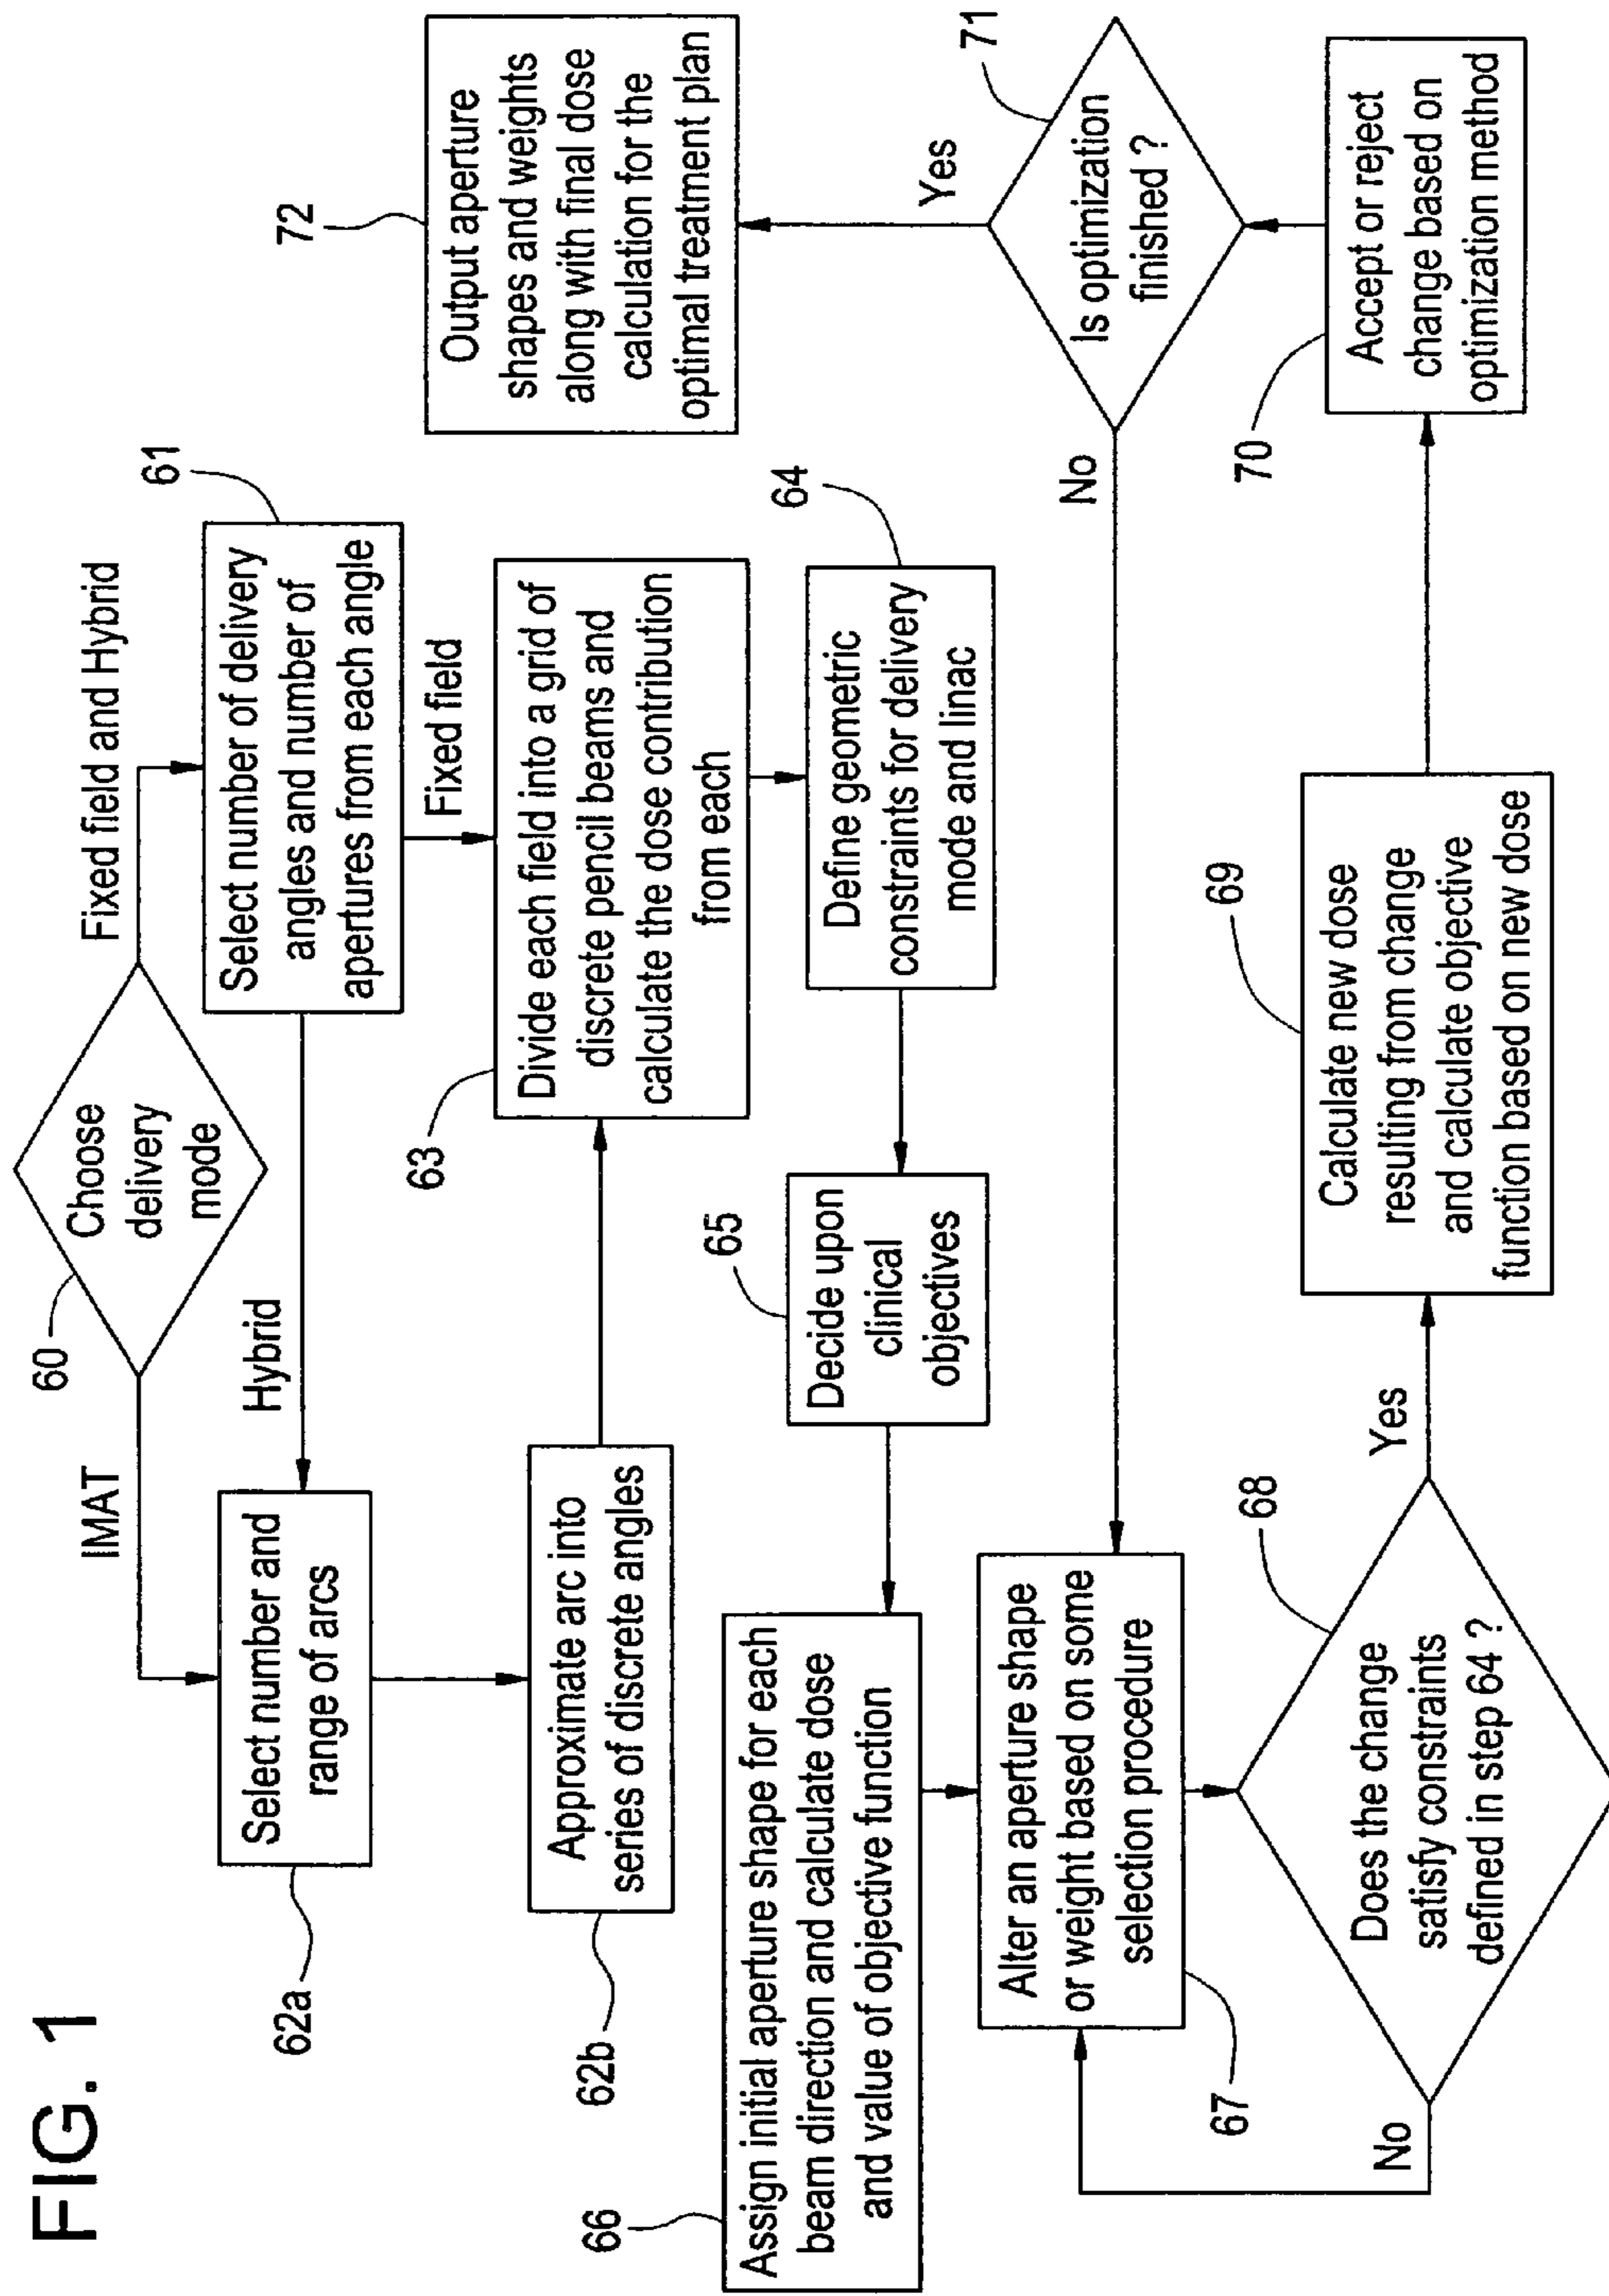 FIG. 1
60
Choose
delivery
mode
IMAT
Fixed field and Hybrid
61
Select number of delivery
angles and number of
apertures from each angle
Hybrid
Fixed field
62a
Select number and
range of arcs
62b
Approximate arc into
series of discrete angles
63
Divide each field into a grid of
discrete pencil beams and
calculate the dose contribution
from each
64
Define geometric
constraints for delivery
mode and linac
65
Decide upon
clinical
objectives
66
Assign initial aperture shape for each
beam direction and calculate dose
and value of objective function
67
Alter an aperture shape
or weight based on some
selection procedure
68
Does the change
satisfy constraints
defined in step 64 ?
No
Yes
69
Calculate new dose
resulting from change
and calculate objective
function based on new dose
70
Accept or reject
change based on
optimization method
71
Is optimization
finished ?
No
Yes
72
Output aperture
shapes and weights
along with final dose
calculation for the
optimal treatment plan